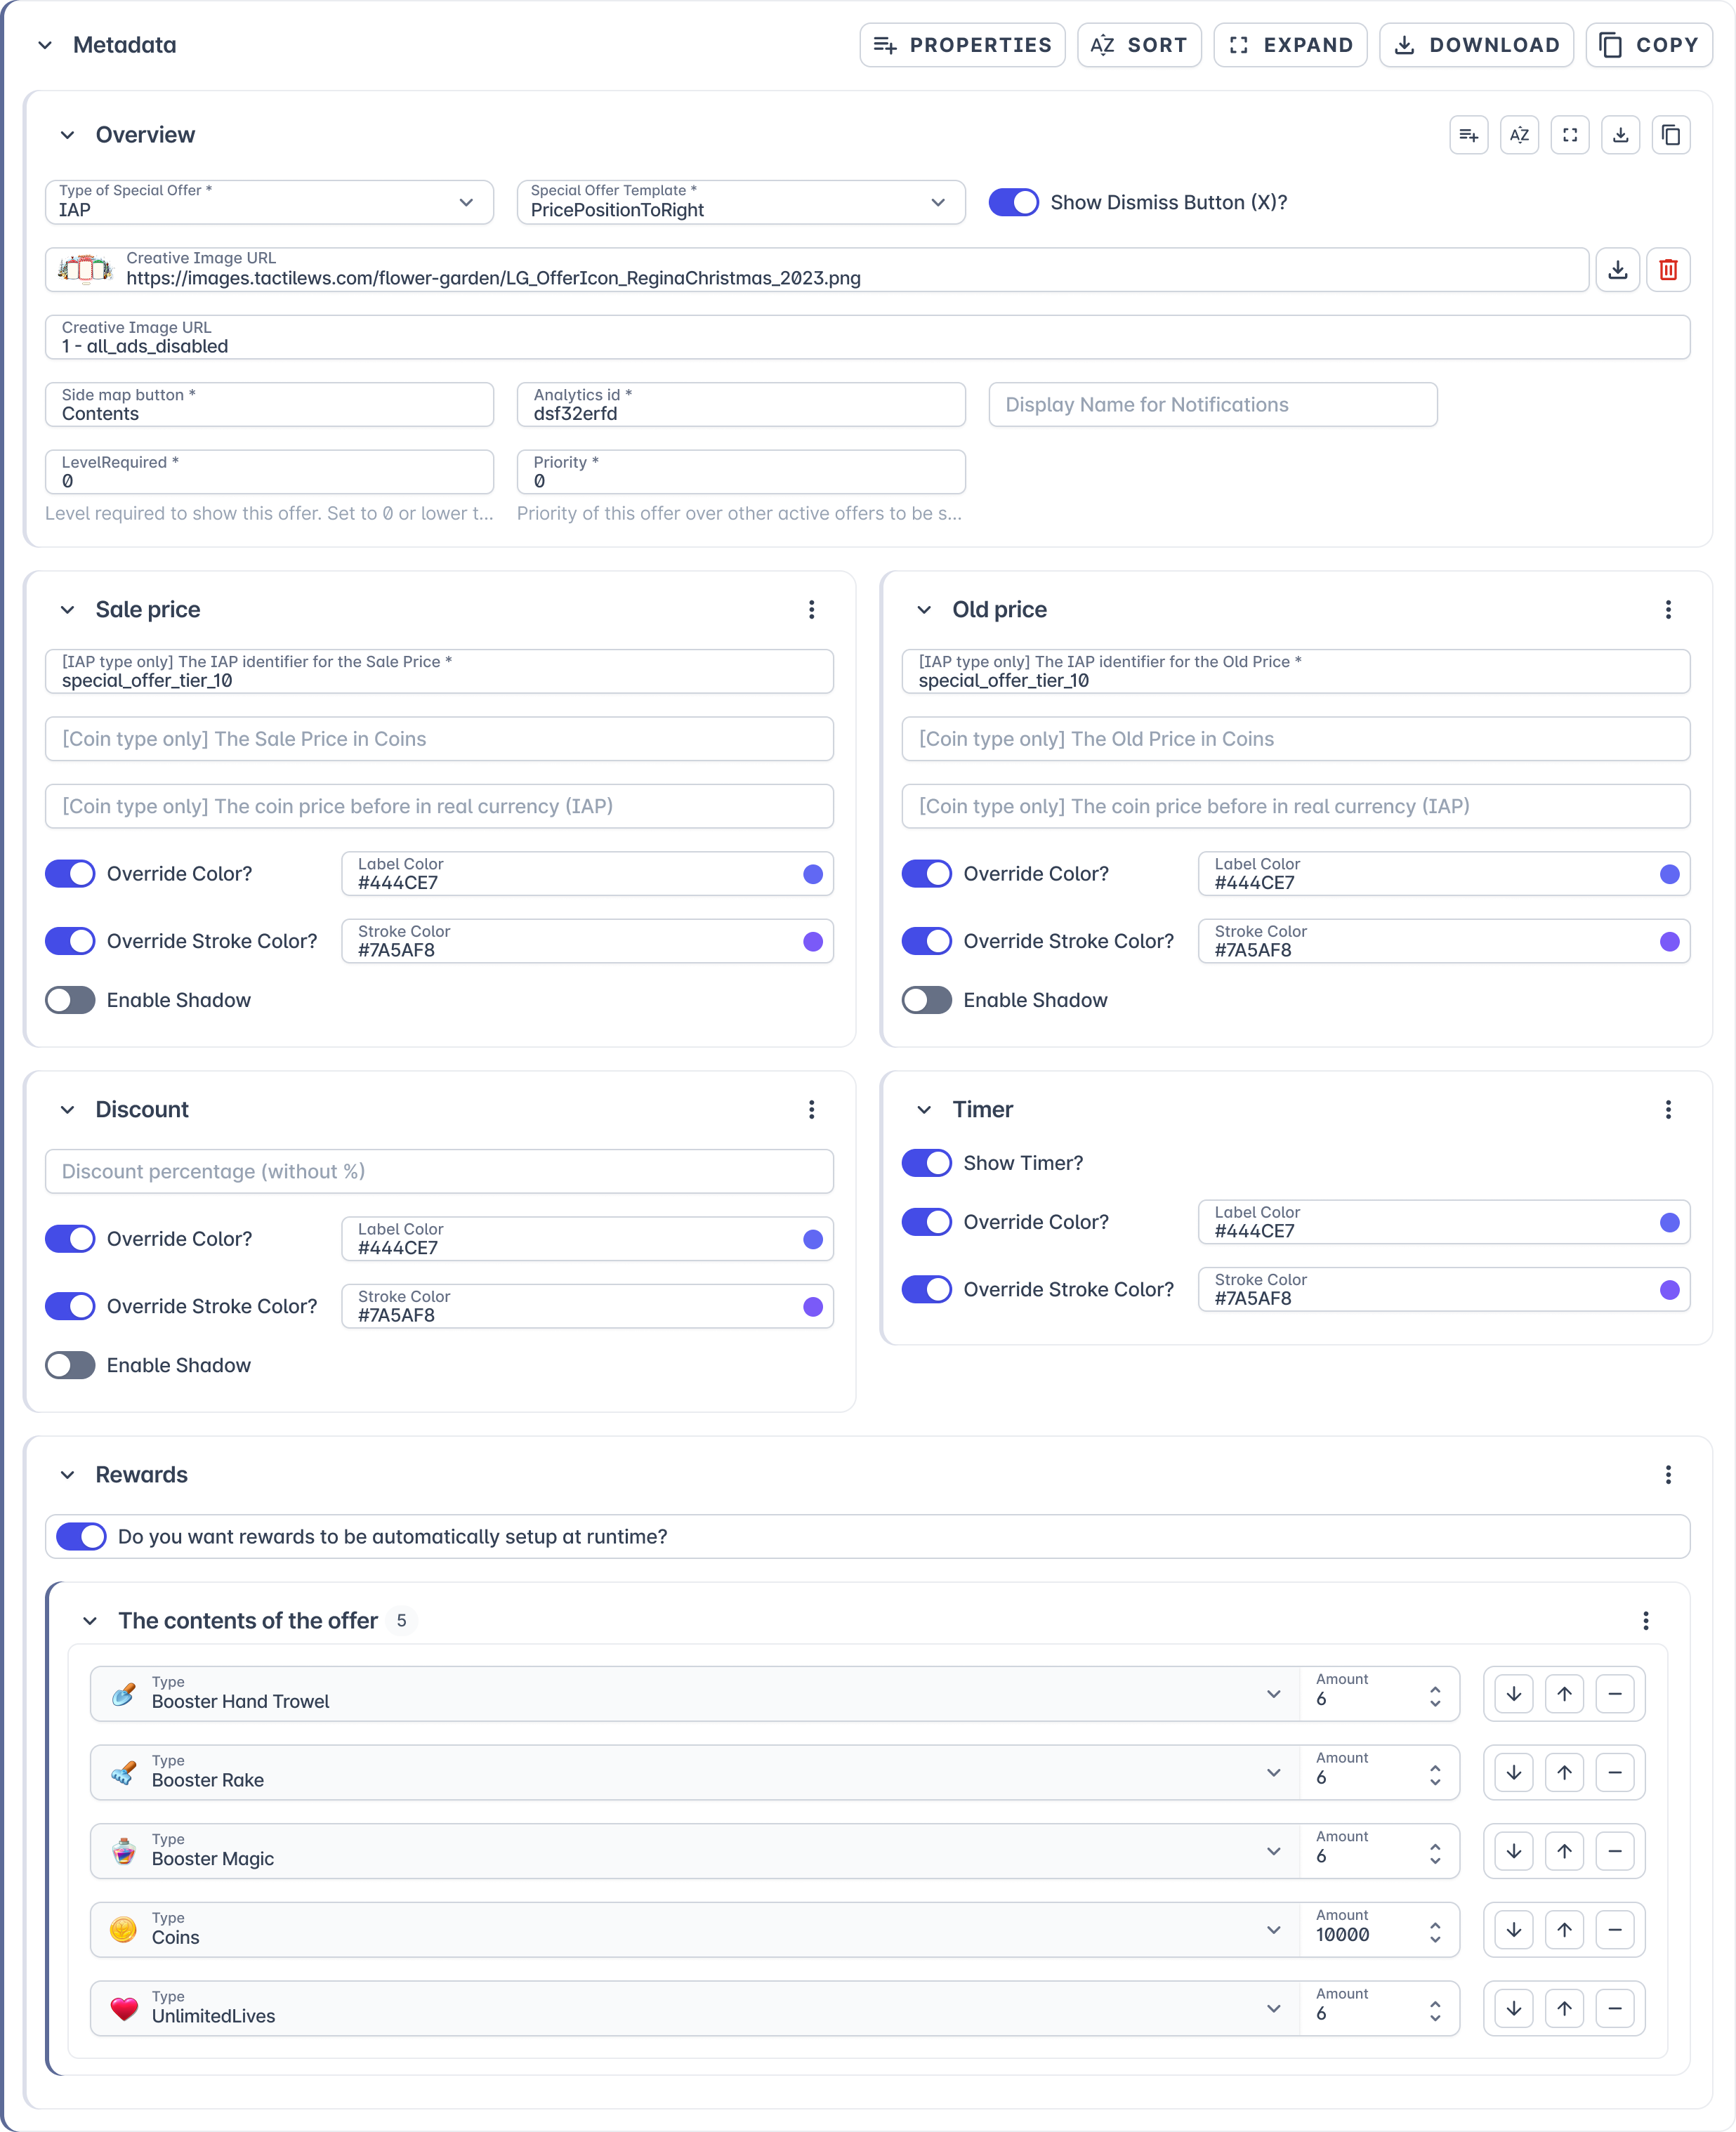 Metadata
PROPERTIES
SORT
EXPAND
DOWNLOAD
COPY
Overview
Type of Special Offer *
IAP
Special Offer Template *
PricePositionToRight
Show Dismiss Button (X)?
Creative Image URL
https://images.tactilews.com/flower-garden/LG_OfferIcon_ReginaChristmas_2023.png
Creative Image URL
1 - all_ads_disabled
Side map button *
Contents
Analytics id *
dsf32erfd
Display Name for Notifications
LevelRequired *
0
Level required to show this offer. Set to 0 or lower t...
Priority *
0
Priority of this offer over other active offers to be s...
Sale price
[IAP type only] The IAP identifier for the Sale Price *
special_offer_tier_10
[Coin type only] The Sale Price in Coins
[Coin type only] The coin price before in real currency (IAP)
Override Color?
Label Color
#444CE7
Override Stroke Color?
Stroke Color
#7A5AF8
Enable Shadow
Old price
[IAP type only] The IAP identifier for the Old Price *
special_offer_tier_10
[Coin type only] The Old Price in Coins
[Coin type only] The coin price before in real currency (IAP)
Override Color?
Label Color
#444CE7
Override Stroke Color?
Stroke Color
#7A5AF8
Enable Shadow
Discount
Discount percentage (without %)
Override Color?
Label Color
#444CE7
Override Stroke Color?
Stroke Color
#7A5AF8
Enable Shadow
Timer
Show Timer?
Override Color?
Label Color
#444CE7
Override Stroke Color?
Stroke Color
#7A5AF8
Rewards
Do you want rewards to be automatically setup at runtime?
The contents of the offer 5
Type
Booster Hand Trowel
Amount
6
Type
Booster Rake
Amount
6
Type
Booster Magic
Amount
6
Type
Coins
Amount
10000
Type
UnlimitedLives
Amount
6